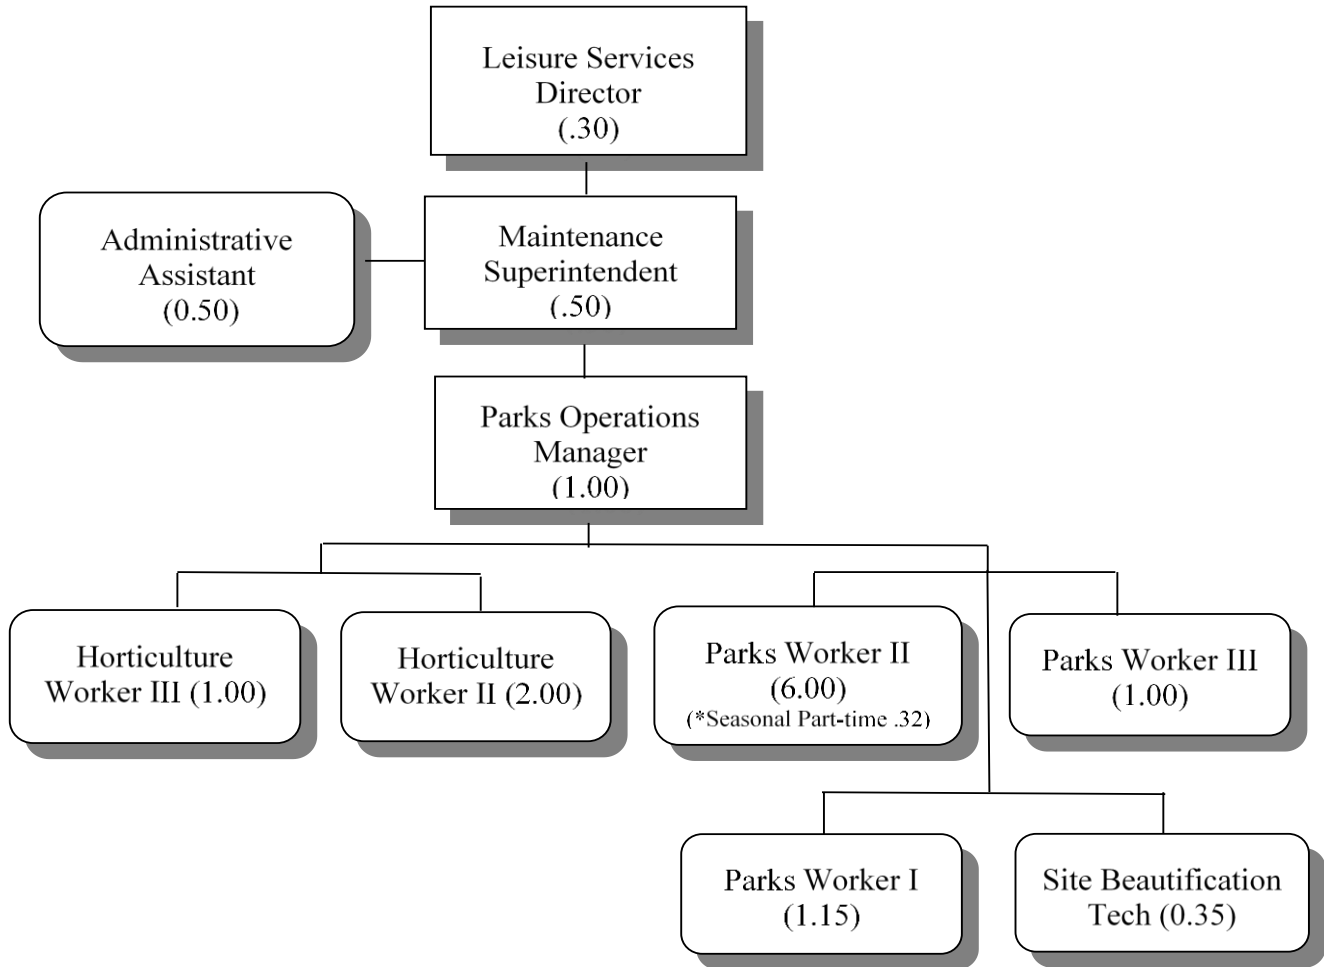 Leisure Services
Director
(.30)
Administrative
Assistant
(0.50)
Maintenance
Superintendent
(.50)
Parks Operations
Manager
(1.00)
Horticulture
Worker III (1.00)
Horticulture
Worker II (2.00)
Parks Worker II
(6.00)
(*Seasonal Part-time .32)
Parks Worker III
(1.00)
Parks Worker I
(1.15)
Site Beautification
Tech (0.35)